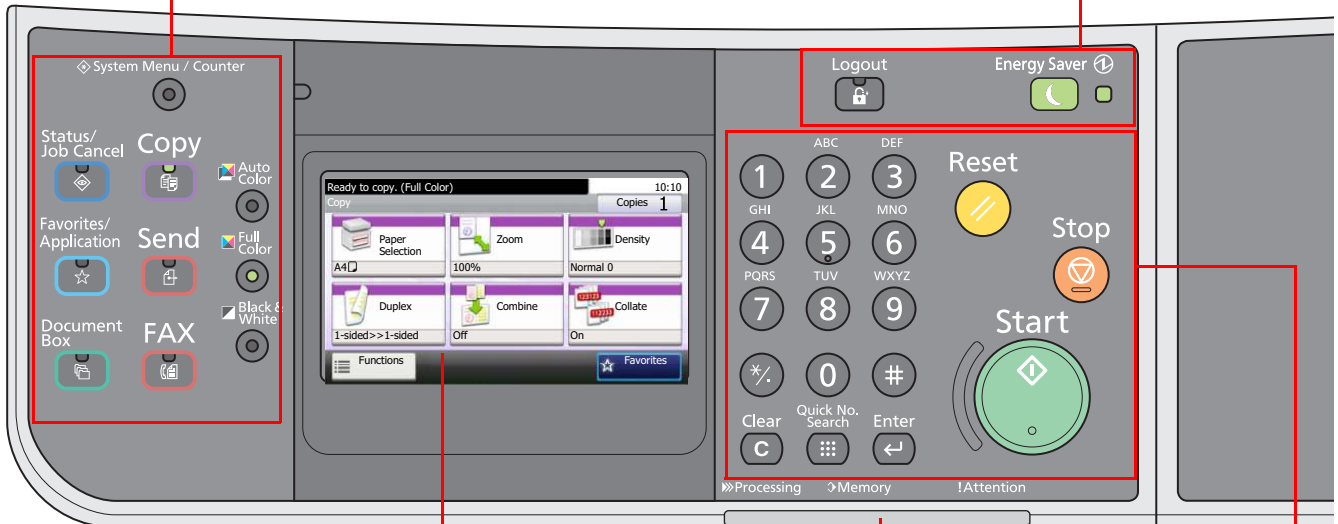 System Menu / Counter
Status/
Job Cancel
Copy
Auto
Color
Favorites/
Application
Send
Full
Color
Document
Box
FAX
Black &
White
Ready to copy. (Full Color)
10:10
Copy
Copies 1
Paper
Selection
A4
Zoom
100%
Density
Normal 0
Duplex
1-sided>>1-sided
Combine
Off
123123
112233
Collate
On
Functions
Favorites
Logout
Energy Saver
ABC
DEF
1
2
3
GHI
JKL
MNO
4
5
6
PQRS
TUV
WXYZ
7
8
9
*/.
0
#
Clear
Quick No.
Search
Enter
C
Reset
Stop
Start
Processing
Memory
!Attention